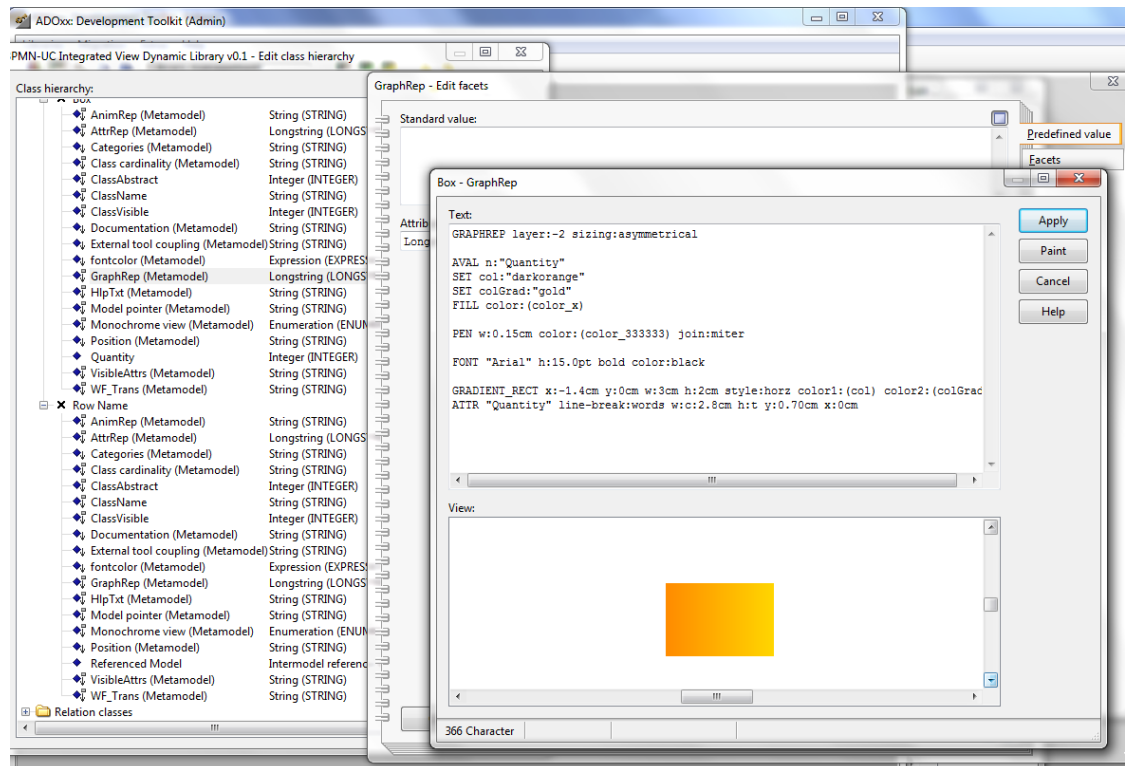 ADOxx: Development Toolkit (Admin)
PMN-UC Integrated View Dynamic Library v0.1 - Edit class hierarchy
Class hierarchy:
Box
AnimRep (Metamodel) String (STRING)
AttrRep (Metamodel) Longstring (LONGS
Categories (Metamodel) String (STRING)
Class cardinality (Metamodel) String (STRING)
ClassAbstract Integer (INTEGER)
ClassName String (STRING)
ClassVisible Integer (INTEGER)
Documentation (Metamodel) String (STRING)
External tool coupling (Metamodel) String (STRING)
fontcolor (Metamodel) Expression (EXPRES
GraphRep (Metamodel) Longstring (LONGS
HlpTxt (Metamodel) String (STRING)
Model pointer (Metamodel) String (STRING)
Monochrome view (Metamodel) Enumeration (ENUM
Position (Metamodel) String (STRING)
Quantity Integer (INTEGER)
VisibleAttrs (Metamodel) String (STRING)
WF_Trans (Metamodel) String (STRING)
Row Name
AnimRep (Metamodel) String (STRING)
AttrRep (Metamodel) Longstring (LONGS
Categories (Metamodel) String (STRING)
Class cardinality (Metamodel) String (STRING)
ClassAbstract Integer (INTEGER)
ClassName String (STRING)
ClassVisible Integer (INTEGER)
Documentation (Metamodel) String (STRING)
External tool coupling (Metamodel) String (STRING)
fontcolor (Metamodel) Expression (EXPRES
GraphRep (Metamodel) Longstring (LONGS
HlpTxt (Metamodel) String (STRING)
Model pointer (Metamodel) String (STRING)
Monochrome view (Metamodel) Enumeration (ENUM
Position (Metamodel) String (STRING)
Referenced Model Intermodel referenc
VisibleAttrs (Metamodel) String (STRING)
WF_Trans (Metamodel) String (STRING)
Relation classes
GraphRep - Edit facets
Standard value:
Predefined value
Facets
Attrib
Long
Box - GraphRep
Text:
GRAPHREP layer:-2 sizing:asymmetrical
AVAL n:"Quantity"
SET col:"darkorange"
SET colGrad:"gold"
FILL color:(color_x)
PEN w:0.15cm color:(color_333333) join:miter
FONT "Arial" h:15.0pt bold color:black
GRADIENT_RECT x:-1.4cm y:0cm w:3cm h:2cm style:horz color1:(col) color2:(colGrad
ATTR "Quantity" line-break:words w:c:2.8cm h:t y:0.70cm x:0cm
Apply
Paint
Cancel
Help
View:
366 Character